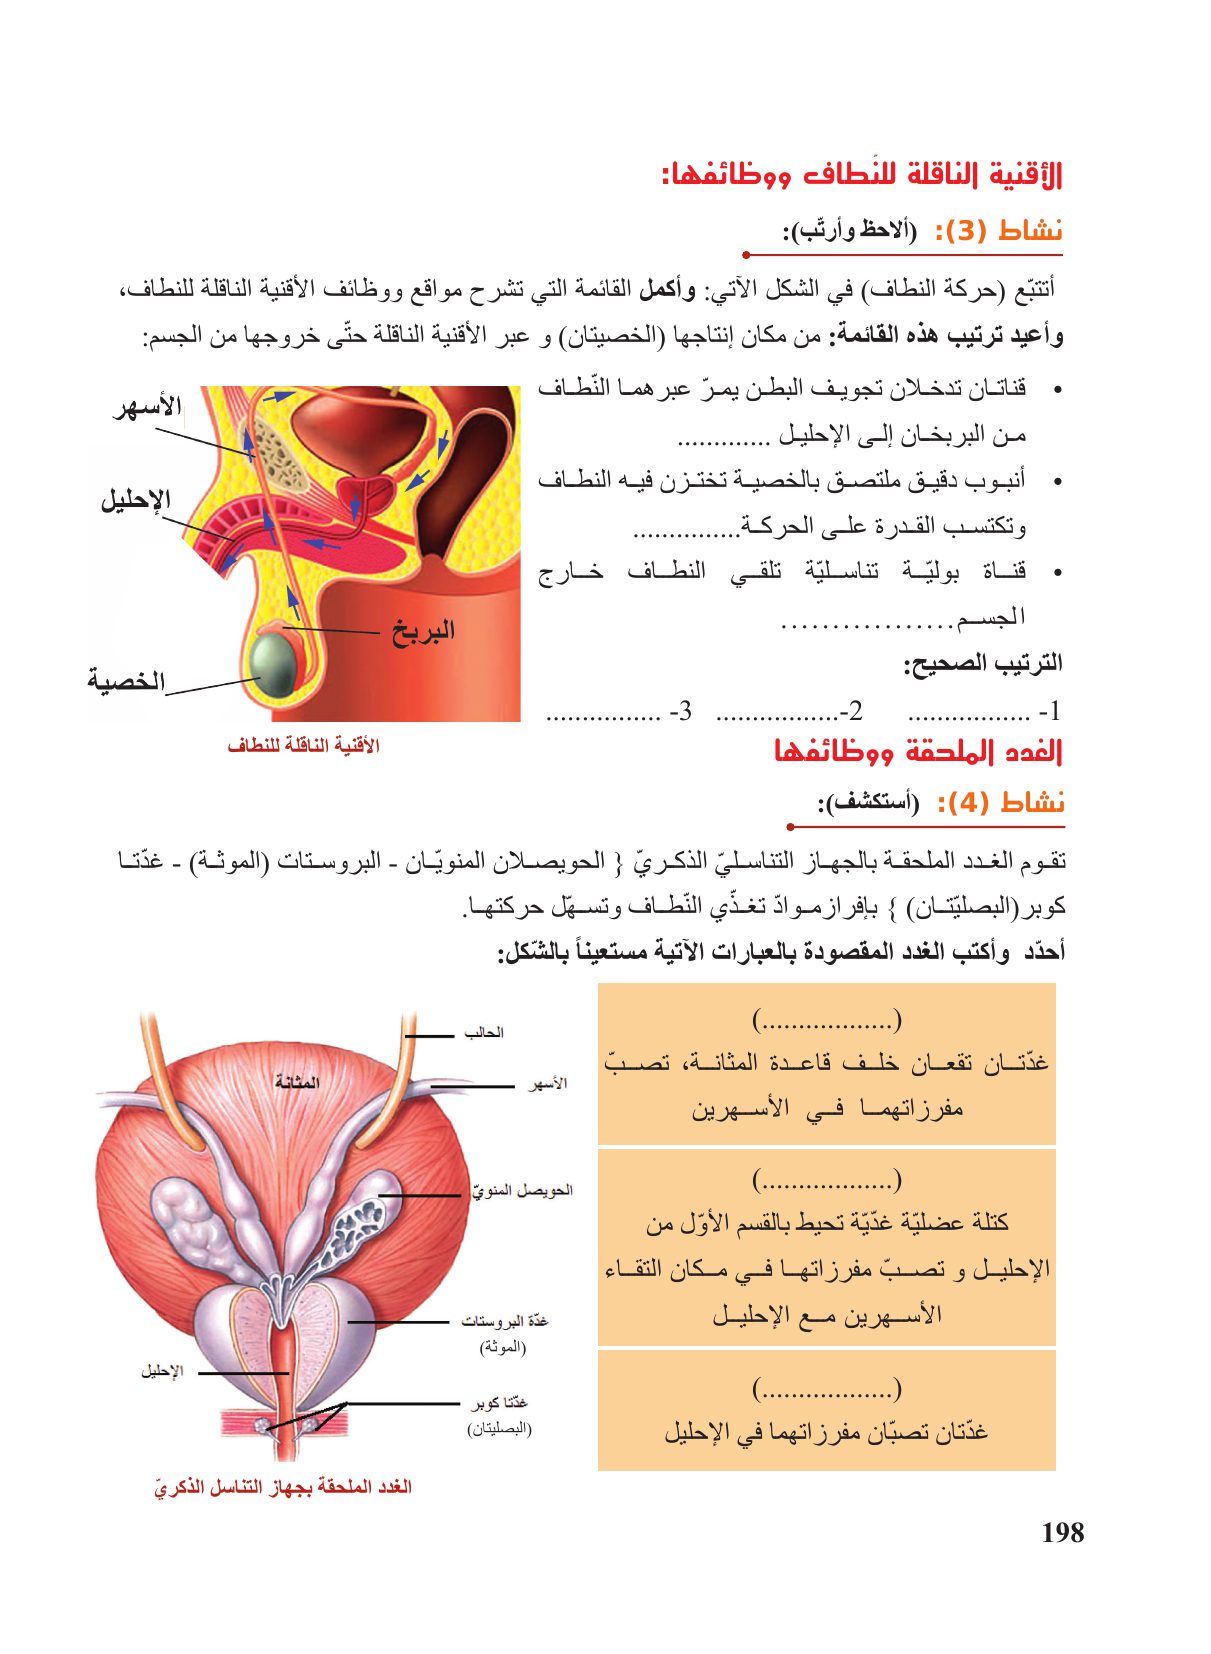 الأقنية الناقلة للنّطاف ووظائفها:
نشاط (3): (ألاحظ وأرتّب):
أتتبّع (حركة النطاف) في الشكل الآتي: وأكمل القائمة التي تشرح مواقع ووظائف الأقنية الناقلة للنطاف،
وأعيد ترتيب هذه القائمة: من مكان إنتاجها (الخصيتان) و عبر الأقنية الناقلة حتّى خروجها من الجسم:
• قناتان تدخلان تجويف البطن يمرّ عبرهما النّطاف
من البربخان إلى الإحليل .............
• أنبوب دقيق ملتصق بالخصية تختزن فيه النطاف
وتكتسب القدرة على الحركة...............
• قناة بوليّة تناسليّة تلقي النطاف خارج
الجسم.................
الترتيب الصحيح:
1- ................. 2-................. 3- ................
الأسهر
الإحليل
البربخ
الخصية
الأقنية الناقلة للنطاف
الغدد الملحقة ووظائفها
نشاط (4): (أستكشف):
تقوم الغدد الملحقة بالجهاز التناسليّ الذكريّ { الحويصلان المنويّان - البروستات (الموثة) - غدّتا
كوبر(البصليّتان) } بإفرازموادّ تغذّي النّطاف وتسهّل حركتها.
أحدّد وأكتب الغدد المقصودة بالعبارات الآتية مستعيناً بالشّكل:
(..................)
غدّتان تقعان خلف قاعدة المثانة، تصبّ
مفرزاتهما في الأسهرين
(..................)
كتلة عضليّة غدّيّة تحيط بالقسم الأوّل من
الإحليل و تصبّ مفرزاتها في مكان التقاء
الأسهرين مع الإحليل
(..................)
غدّتان تصبّان مفرزاتهما في الإحليل
الحالب
المثانة
الأسهر
الحويصل المنويّ
غدّة البروستات
(الموثة)
الإحليل
غدّتا كوبر
(البصليتان)
الغدد الملحقة بجهاز التناسل الذكريّ
198